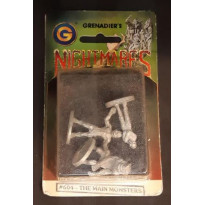 G
GRENADIER'S
NIGHTMARES
- THE MAIN MONSTERS